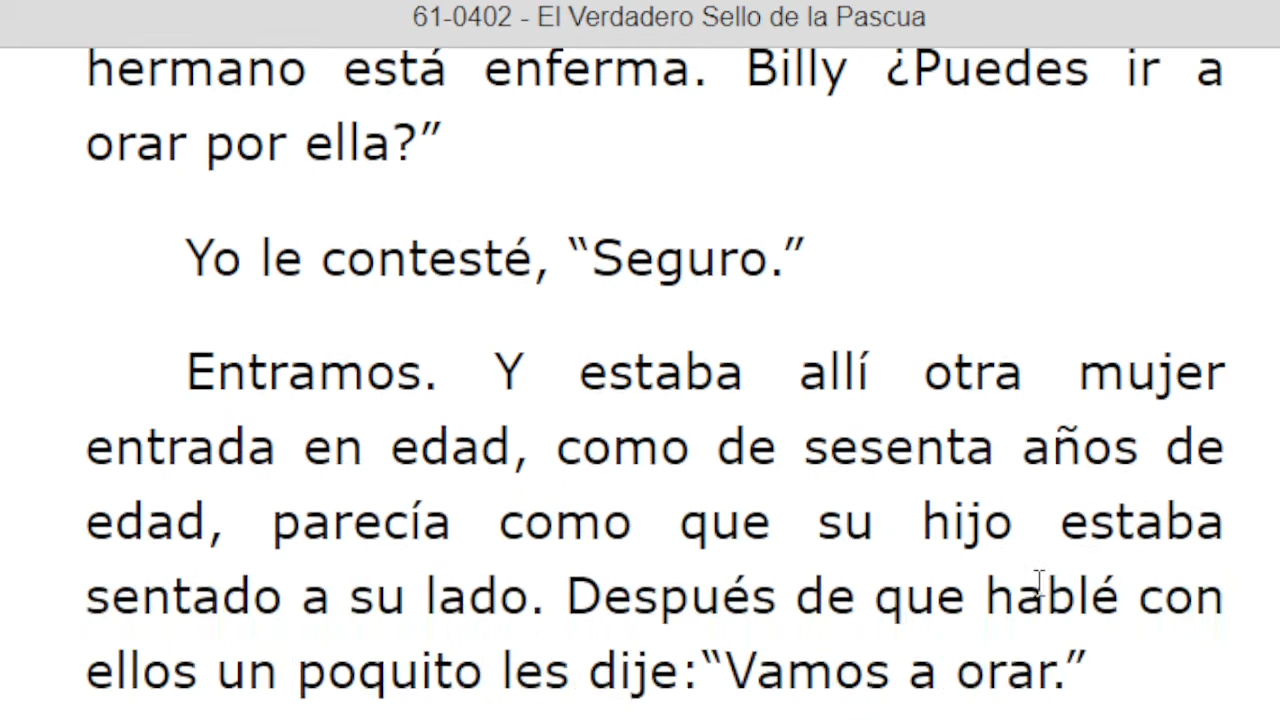 61-0402 - El Verdadero Sello de la Pascua
hermano está enferma. Billy ¿Puedes ir a
orar por ella?”
Yo le contesté, “Seguro.”
Entramos. Y estaba allí otra mujer
entrada en edad, como de sesenta años de
edad, parecía como que su hijo estaba
sentado a su lado. Después de que hablé con
ellos un poquito les dije:“Vamos a orar.”